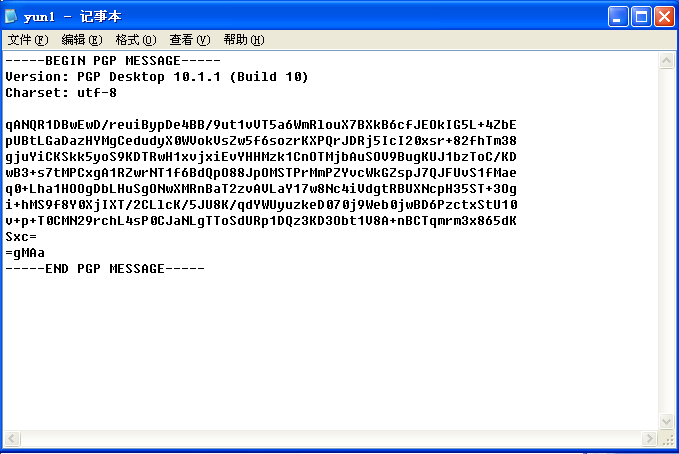 yun1 - 记事本
文件(F) 编辑(E) 格式(O) 查看(V) 帮助(H)
-----BEGIN PGP MESSAGE-----
Version: PGP Desktop 10.1.1 (Build 10)
Charset: utf-8

qANQR1DBwEwD/reuiBypDe4BB/9ut1vVT5a6WmRlouX7BXkB6cfJEOkIG5L+4ZbE
pUBtLGaDazHYMgCedudyX0WVokVsZw5f6sozrKXPQrJDRj5IcI20xsr+82fhTm38
gjuYiCKSkk5yoS9KDTRwH1xvjxiEvYHHMzk1CnOTMjbAuSOV9BugKUJ1bzToC/KD
wB3+s7tMPCxgA1RZwrNT1f6BdQpO88JpOMSTPrMmPZYvcWkGZspJ7QJFUvS1fMae
q0+Lha1HOOgDbLHuSgONwXMRnBaT2zvAVLaY17w8Nc4iVdgtRBUXNcpH35ST+3Og
i+hMS9f8Y0XjIXT/2CLlcK/5JU8K/qdYWUyuzkeD070j9Web0jwBD6PzctxStU10
v+p+T0CMN29rchL4sP0CJaNLgTToSdURp1DQz3KD3Obt1V8A+nBCTqmrm3x865dK
Sxc=
=gMAa
-----END PGP MESSAGE-----